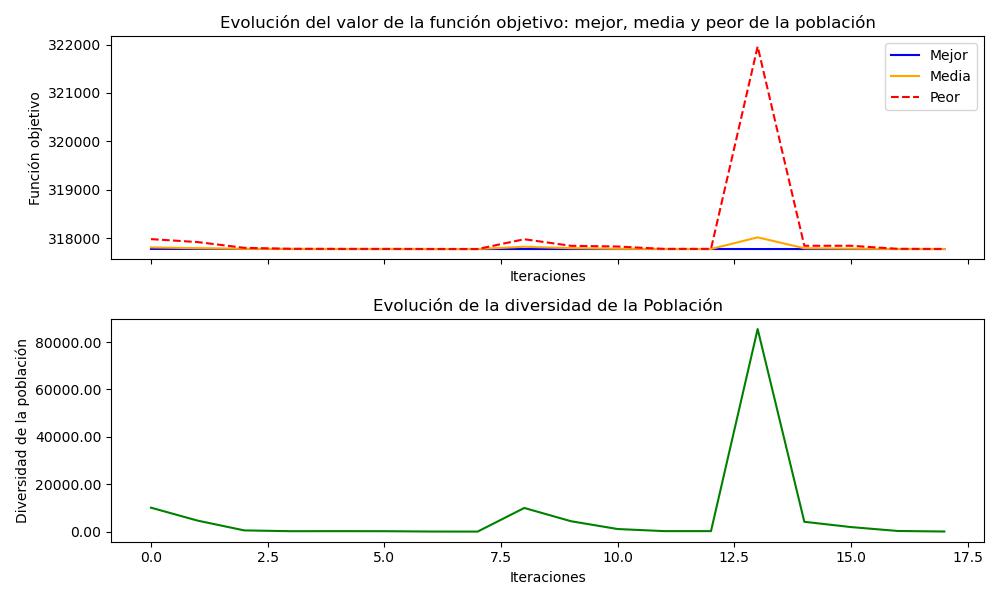 Evolución del valor de la función objetivo: mejor, media y peor de la población
322000
321000
320000
319000
318000
Función objetivo
Mejor
Media
Peor
Iteraciones
Evolución de la diversidad de la Población
80000.00
60000.00
40000.00
20000.00
0.00
Diversidad de la población
0.0 2.5 5.0 7.5 10.0 12.5 15.0 17.5
Iteraciones